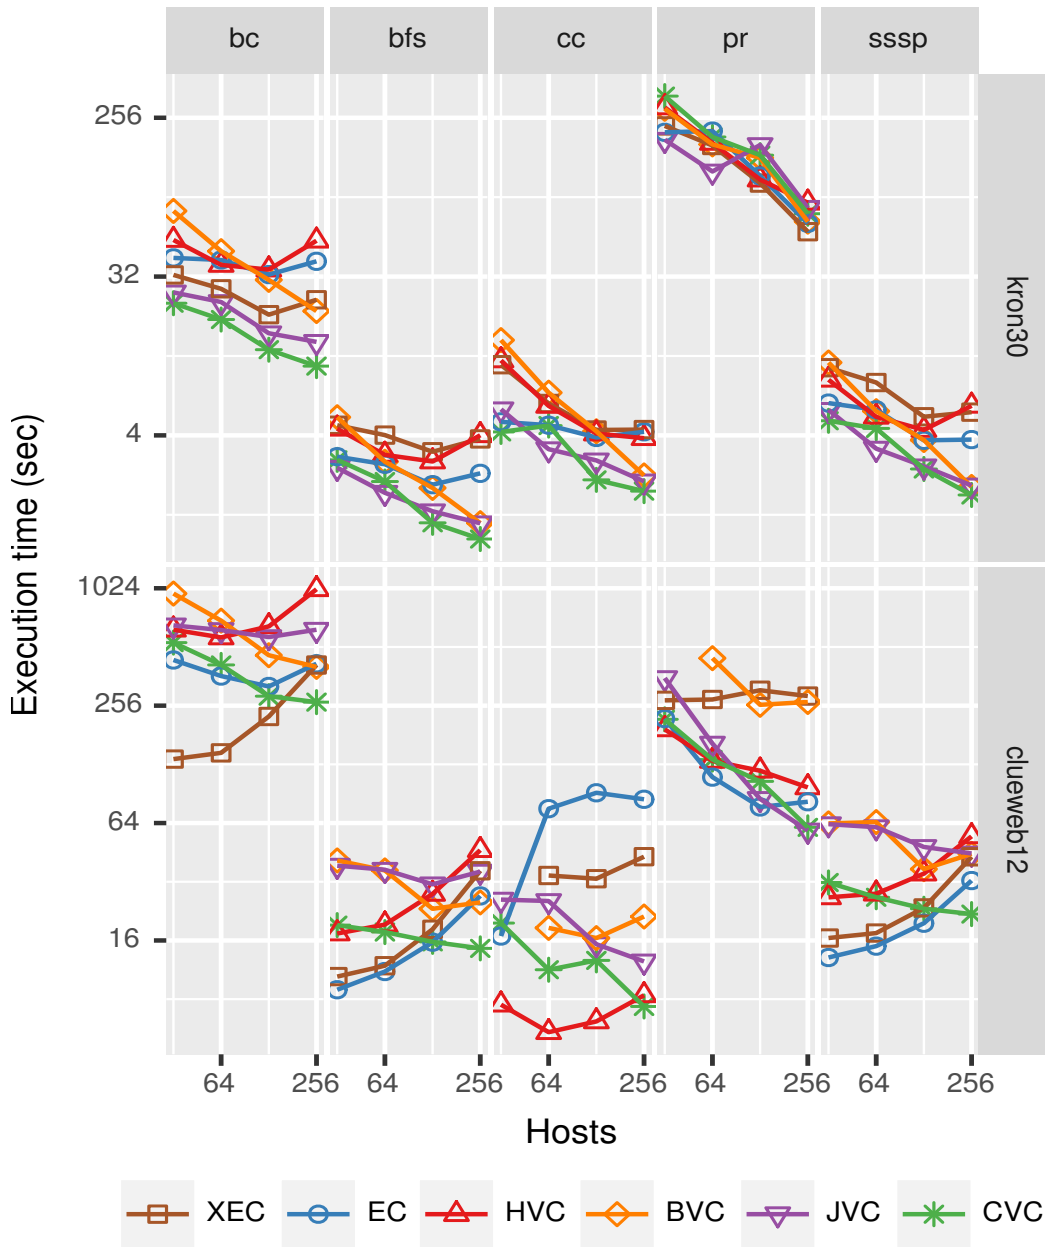 bc bfs cc pr sssp
256
32
4
kron30
Execution time (sec)
1024
256
64
16
clueweb12
64 256 64 256 64 256 64 256 64 256
Hosts
XEC EC HVC BVC JVC CVC